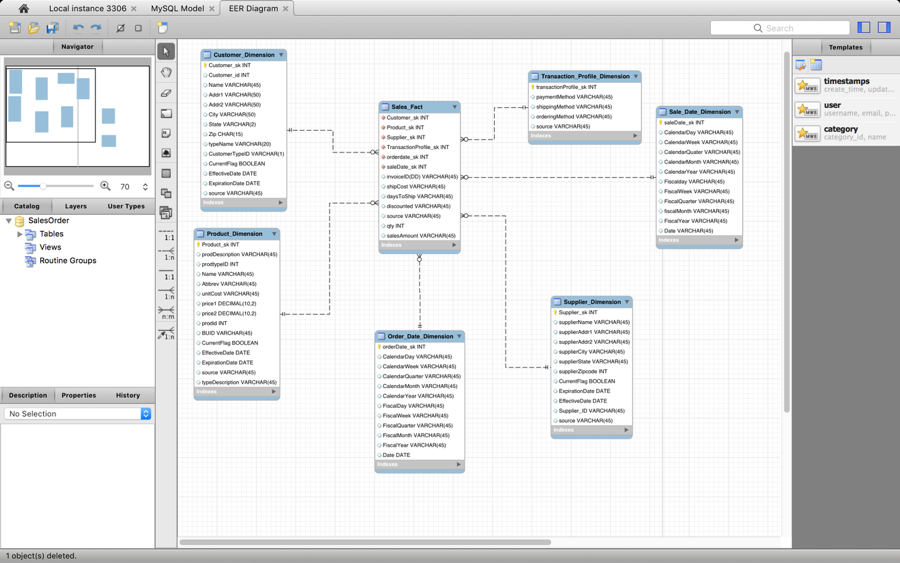 Local instance 3306
MySQL Model
EER Diagram
Search
Navigator
70
Catalog
Layers
User Types
SalesOrder
Tables
Views
Routine Groups
Description
Properties
History
No Selection
1:1
1:n
1:1
1:n
n:m
1:n
Customer_Dimension
Customer_sk INT
Customer_id INT
Name VARCHAR(45)
Addr1 VARCHAR(50)
Addr2 VARCHAR(50)
City VARCHAR(50)
State VARCHAR(2)
Zip CHAR(15)
typeName VARCHAR(20)
CustomerTypeID VARCHAR(1)
CurrentFlag BOOLEAN
EffectiveDate DATE
ExpirationDate DATE
source VARCHAR(45)
Indexes
Product_Dimension
Product_sk INT
prodDescription VARCHAR(45)
prodtypeID INT
Name VARCHAR(45)
Abbrev VARCHAR(45)
unitCost VARCHAR(45)
price1 DECIMAL(10,2)
price2 DECIMAL(10,2)
prodid INT
BUID VARCHAR(45)
CurrentFlag BOOLEAN
EffectiveDate DATE
ExpirationDate DATE
source VARCHAR(45)
typeDescription VARCHAR(45)
Indexes
Sales_Fact
Customer_sk INT
Product_sk INT
Supplier_sk INT
TransactionProfile_sk INT
orderdate_sk INT
saleDate_sk INT
invoiceID(DD) VARCHAR(45)
shipCost VARCHAR(45)
daysToShip VARCHAR(45)
discounted VARCHAR(45)
source VARCHAR(45)
qty INT
salesAmount VARCHAR(45)
Indexes
Order_Date_Dimension
orderDate_sk INT
CalendarDay VARCHAR(45)
CalendarWeek VARCHAR(45)
CalendarQuarter VARCHAR(45)
CalendarMonth VARCHAR(45)
CalendarYear VARCHAR(45)
FiscalDay VARCHAR(45)
FiscalWeek VARCHAR(45)
FiscalQuarter VARCHAR(45)
FiscalMonth VARCHAR(45)
FiscalYear VARCHAR(45)
Date DATE
Indexes
Transaction_Profile_Dimension
transactionProfile_sk INT
paymentMethod VARCHAR(45)
shippingMethod VARCHAR(45)
orderingMethod VARCHAR(45)
source VARCHAR(45)
Indexes
Sale_Date_Dimension
saleDate_sk INT
CalendarDay VARCHAR(45)
CalendarWeek VARCHAR(45)
CalendarQuater VARCHAR(45)
CalendarMonth VARCHAR(45)
CalendarYear VARCHAR(45)
Fiscalday VARCHAR(45)
FiscalWeek VARCHAR(45)
FiscalQuarter VARCHAR(45)
fiscalMonth VARCHAR(45)
FiscalYear VARCHAR(45)
Date VARCHAR(45)
Indexes
Supplier_Dimension
Supplier_sk INT
supplierName VARCHAR(45)
supplierAddr1 VARCHAR(45)
supplierAddr2 VARCHAR(45)
supplierCity VARCHAR(45)
supplierState VARCHAR(45)
supplierZipcode INT
CurrentFlag BOOLEAN
ExpirationDate DATE
EffectiveDate DATE
Supplier_ID VARCHAR(45)
source VARCHAR(45)
Indexes
Templates
timestamps
create_time, updat...
user
username, email, p...
category
category_id, name
1 object(s) deleted.